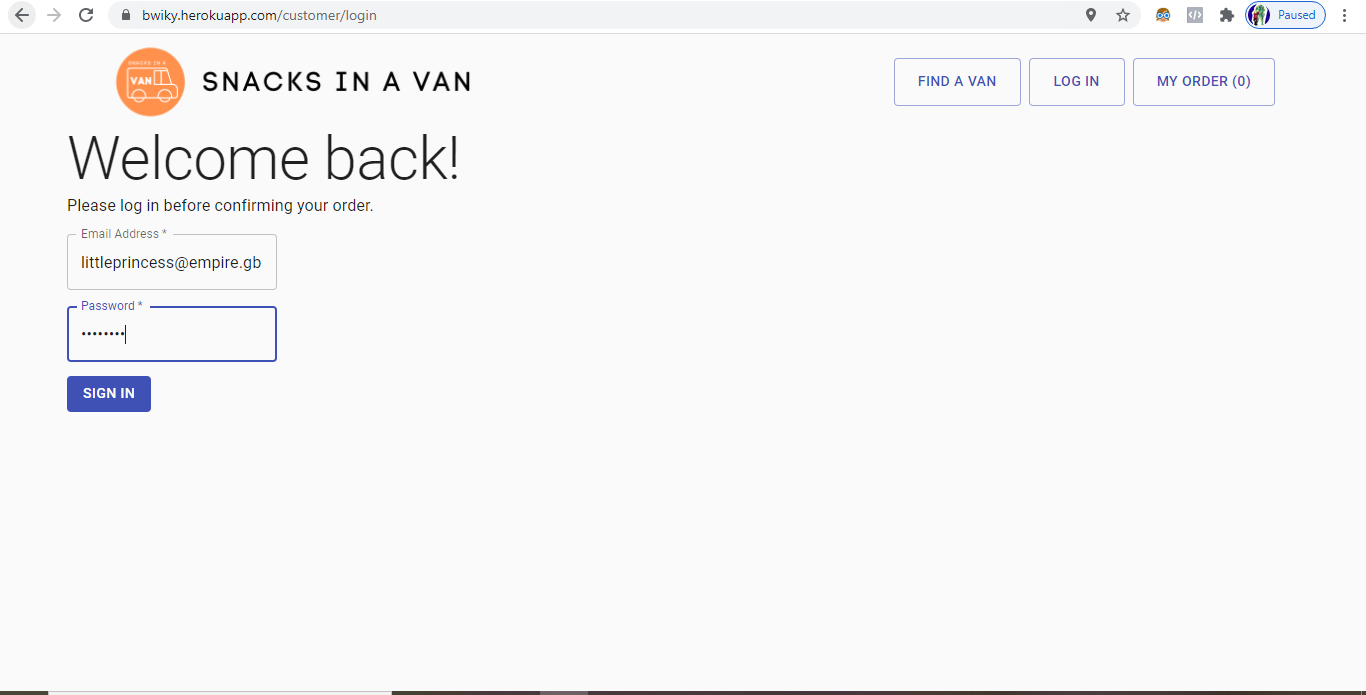 bwiky.herokuapp.com/customer/login
Paused
SNACKS IN A
VAN
SNACKS IN A VAN
FIND A VAN
LOG IN
MY ORDER (0)
Welcome back!
Please log in before confirming your order.
Email Address *
littleprincess@empire.gb
Password *
••••••••
SIGN IN